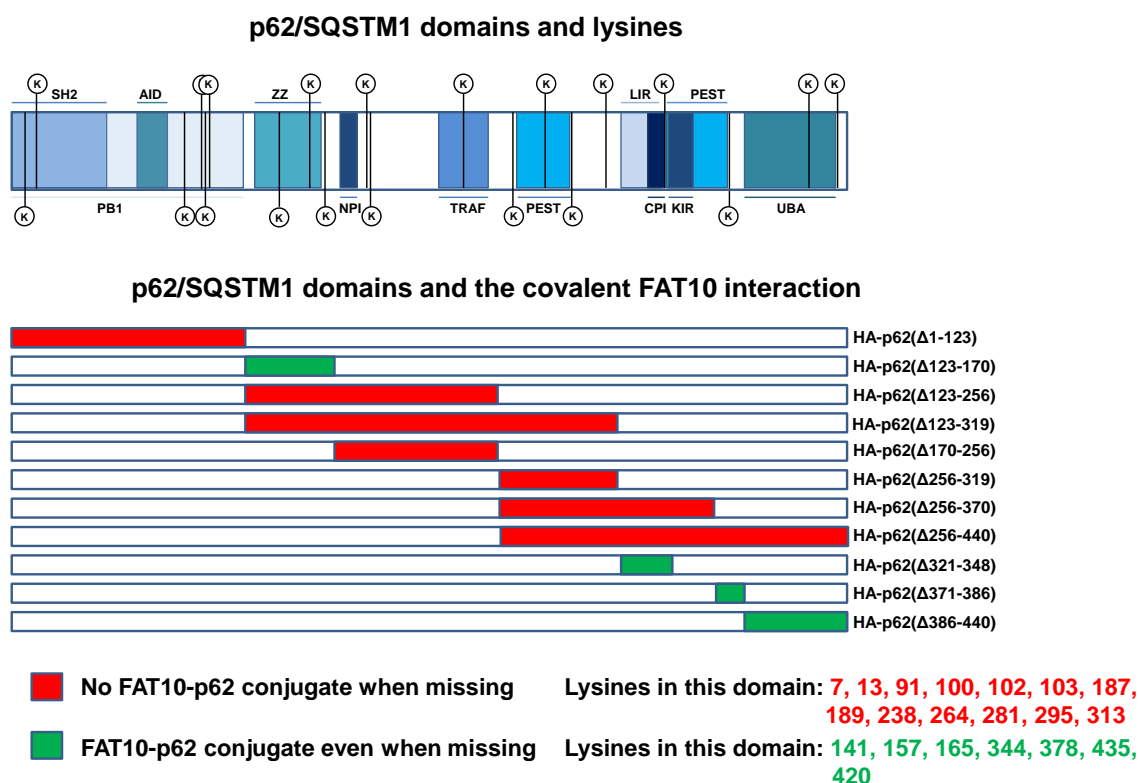 p62/SQSTM1 domains and lysines
K K K K K K K K K K K
SH2 AID ZZ LIR PEST
PB1 NPI TRAF PEST CPI KIR UBA
K K K K K K K K K
p62/SQSTM1 domains and the covalent FAT10 interaction
HA-p62(Δ1-123)
HA-p62(Δ123-170)
HA-p62(Δ123-256)
HA-p62(Δ123-319)
HA-p62(Δ170-256)
HA-p62(Δ256-319)
HA-p62(Δ256-370)
HA-p62(Δ256-440)
HA-p62(Δ321-348)
HA-p62(Δ371-386)
HA-p62(Δ386-440)
No FAT10-p62 conjugate when missing Lysines in this domain: 7, 13, 91, 100, 102, 103, 187,
189, 238, 264, 281, 295, 313
FAT10-p62 conjugate even when missing Lysines in this domain: 141, 157, 165, 344, 378, 435,
420